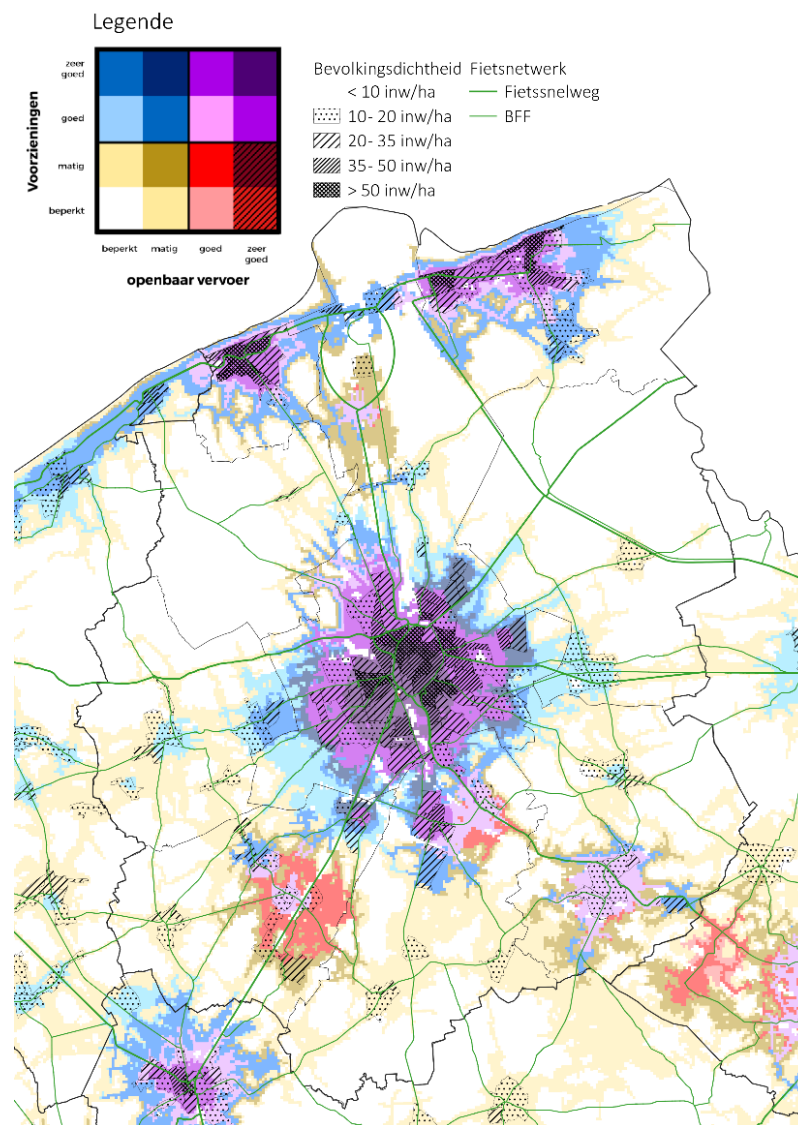 Legende
Voorzieningen
zeer
goed
goed
matig
beperkt
beperkt
matig
goed
zeer
goed
openbaar vervoer
Bevolkingsdichtheid
< 10 inw/ha
10- 20 inw/ha
20- 35 inw/ha
35- 50 inw/ha
> 50 inw/ha
Fietsnetwerk
Fietssnelweg
BFF